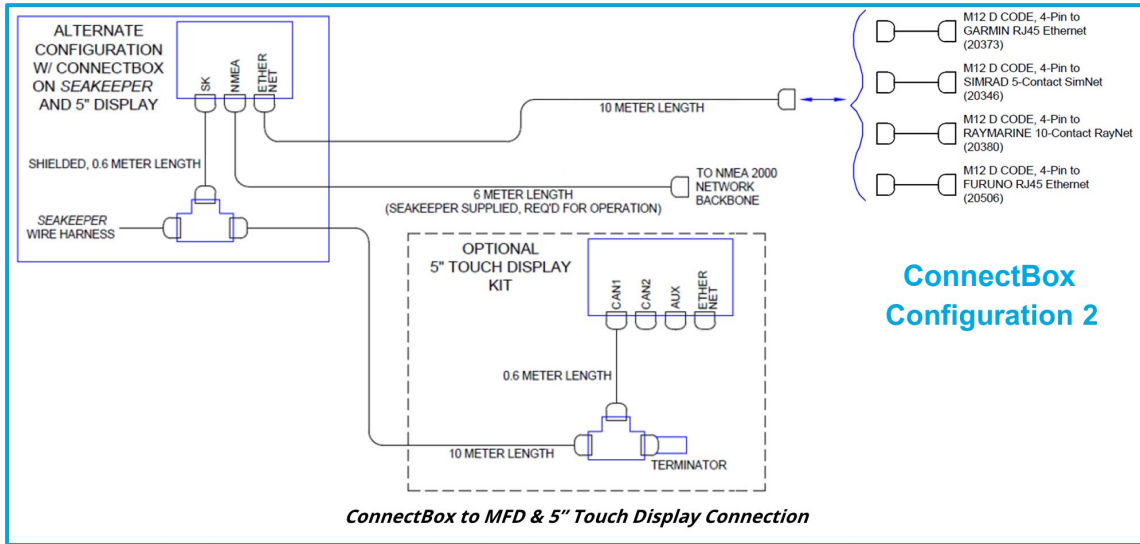 ALTERNATE
CONFIGURATION
W/ CONNECTBOX
ON SEAKEEPER
AND 5" DISPLAY
SK
NMEA
ETHER
NET
SHIELDED, 0.6 METER LENGTH
SEAKEEPER
WIRE HARNESS
10 METER LENGTH
6 METER LENGTH
(SEAKEEPER SUPPLIED, REQ'D FOR OPERATION)
TO NMEA 2000
NETWORK
BACKBONE
M12 D CODE, 4-Pin to
GARMIN RJ45 Ethernet
(20373)
M12 D CODE, 4-Pin to
SIMRAD 5-Contact SimNet
(20346)
M12 D CODE, 4-Pin to
RAYMARINE 10-Contact RayNet
(20380)
M12 D CODE, 4-Pin to
FURUNO RJ45 Ethernet
(20506)
OPTIONAL
5" TOUCH DISPLAY
KIT
CAN1
CAN2
AUX
ETHER
NET
0.6 METER LENGTH
10 METER LENGTH
TERMINATOR
ConnectBox
Configuration 2
ConnectBox to MFD & 5” Touch Display Connection